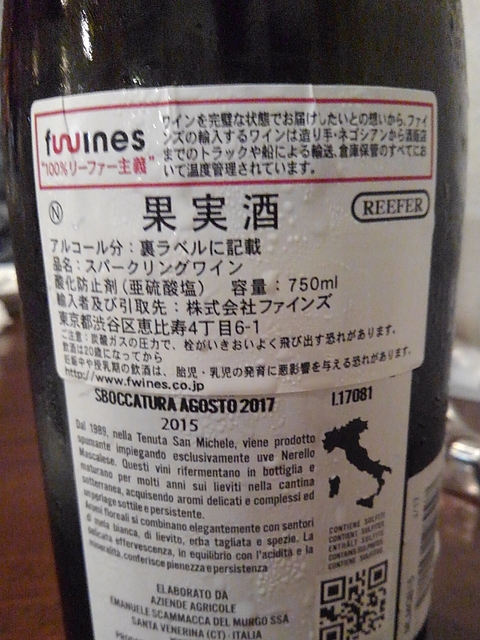 fwines
"100%リーファー主義"
ワインを完璧な状態でお届けしたいとの想いから、ファイ
ンズの輸入するワインは造り手・ネゴシアンから酒販店
までのトラックや船による輸送、倉庫保管のすべてにお
いて温度管理されています。
N
果実酒
REEFER
アルコール分：裏ラベルに記載
品名：スパークリングワイン
酸化防止剤（亜硫酸塩） 容量：750ml
輸入者及び引取先：株式会社ファインズ
東京都渋谷区恵比寿4丁目6-1
ご注意：炭酸ガスの圧力で、栓がいきおいよく飛び出す恐れがあります。
飲酒は20歳になってから
妊娠中や授乳期の飲酒は、胎児・乳児の発育に悪影響を与える恐れがあります。
http://www.fwines.co.jp
SBOCCATURA AGOSTO 2017 I.17081
2015
Dal 1989, nella Tenuta San Michele, viene prodotto
spumante impiegando esclusivamente uve Nerello
Mascalese. Questi vini rifermentano in bottiglia e
maturano per molti anni sui lieviti nella cantina
sotterranea, acquisendo aromi delicati e complessi ed
un perlage sottile e persistente.
Aromi floreali si combinano elegantemente con sentori
di mela bianca, di lievito, erba tagliata e spezie. La
delicata effervescenza, in equilibrio con l'acidità e la
mineralità, conferisce pienezza e persistenza
CONTIENE SOLFITI
CONTAINS SULPHITES
ELABORATO DA
AZIENDE AGRICOLE
EMANUELE SCAMMACCA DEL MURGO SSA
SANTA VENERINA (CT) - ITALIA